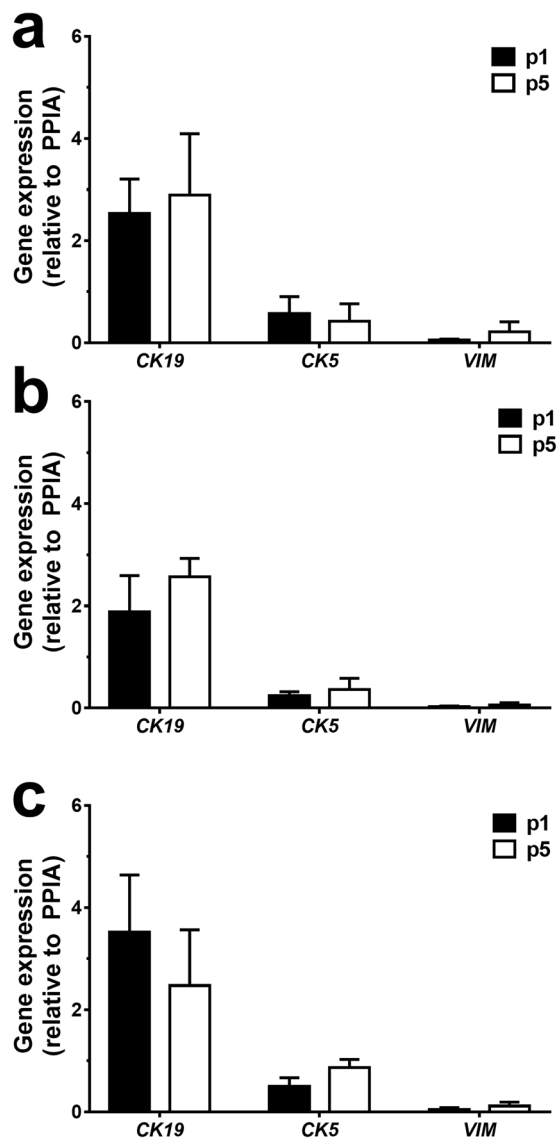 a
6
4
2
0
Gene expression
(relative to PPIA)
p1
p5
CK19 CK5 VIM
b
6
4
2
0
Gene expression
(relative to PPIA)
p1
p5
CK19 CK5 VIM
c
6
4
2
0
Gene expression
(relative to PPIA)
p1
p5
CK19 CK5 VIM